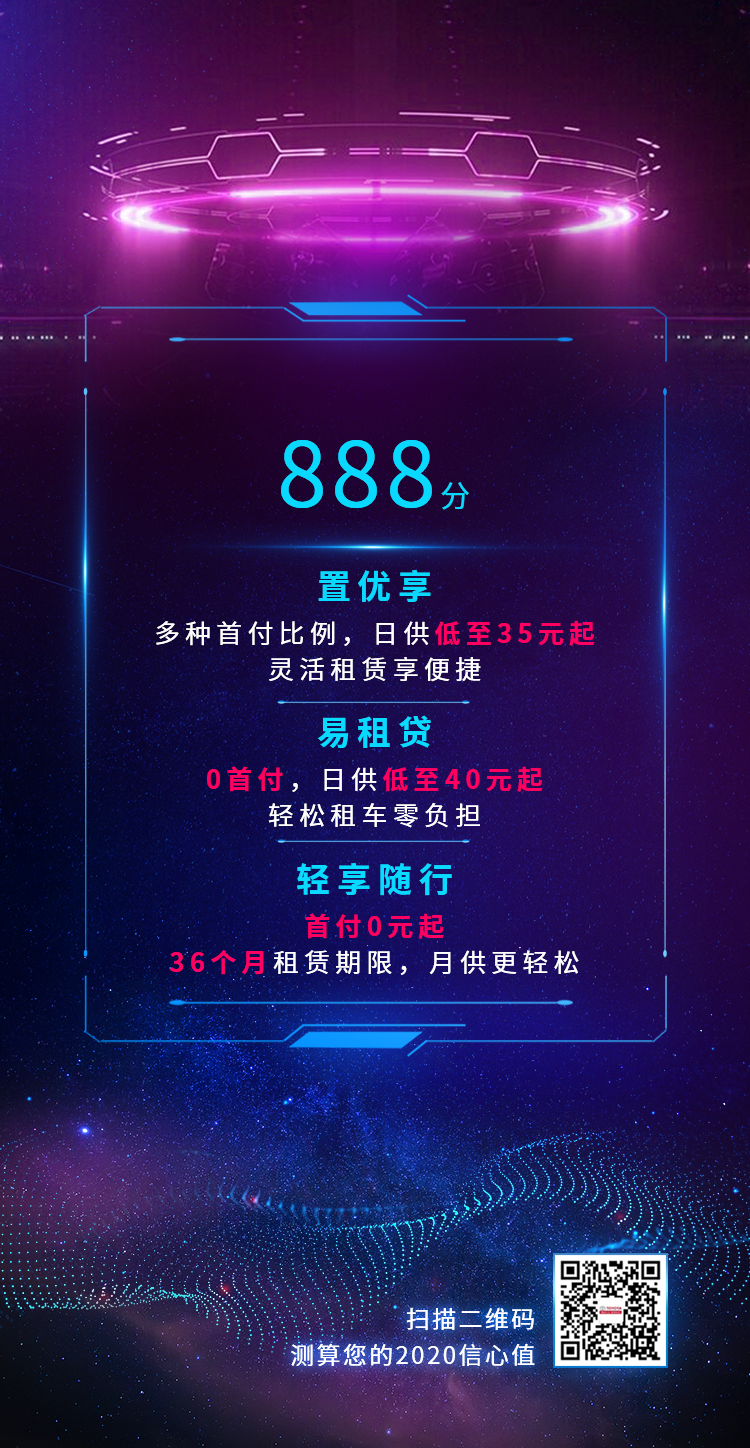 888分
置优享
多种首付比例，日供低至35元起
灵活租赁享便捷
易租贷
0首付，日供低至40元起
轻松租车零负担
轻享随行
首付0元起
36个月租赁期限，月供更轻松
扫描二维码
测算您的2020信心值